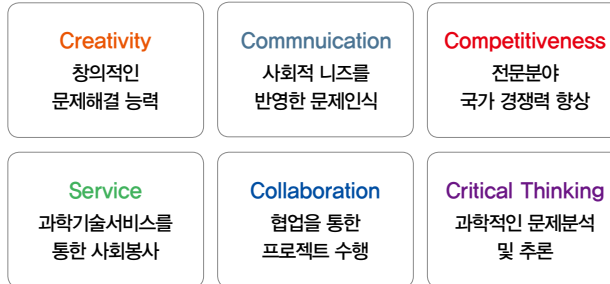 Creativity
창의적인
문제해결 능력
Commnuication
사회적 니즈를
반영한 문제인식
Competitiveness
전문분야
국가 경쟁력 향상
Service
과학기술서비스를
통한 사회봉사
Collaboration
협업을 통한
프로젝트 수행
Critical Thinking
과학적인 문제분석
및 추론